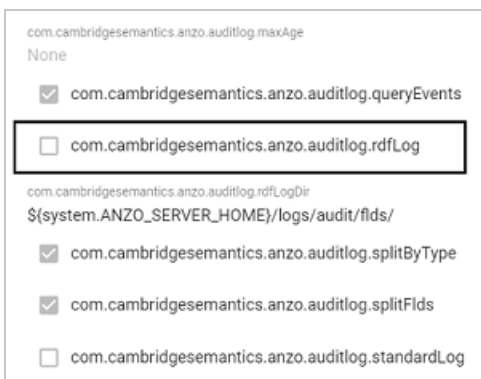 com.cambridgesemantics.anzo.auditlog.maxAge
None
com.cambridgesemantics.anzo.auditlog.queryEvents
com.cambridgesemantics.anzo.auditlog.rdfLog
com.cambridgesemantics.anzo.auditlog.rdfLogDir
${system.ANZO_SERVER_HOME}/logs/audit/flds/
com.cambridgesemantics.anzo.auditlog.splitByType
com.cambridgesemantics.anzo.auditlog.splitFlds
com.cambridgesemantics.anzo.auditlog.standardLog